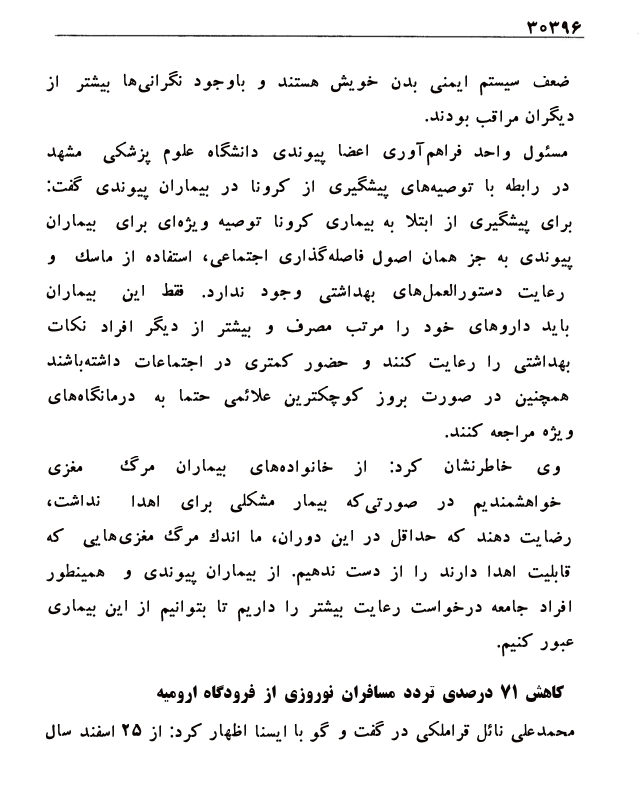 ۳۰۳۹۶
ضعف سیستم ایمنی بدن خویش هستند و باوجود نگرانی‌ها بیشتر از
دیگران مراقب بودند.
مسئول واحد فراهم‌آوری اعضا پیوندی دانشگاه علوم پزشکی مشهد
در رابطه با توصیه‌های پیشگیری از کرونا در بیماران پیوندی گفت:
برای پیشگیری از ابتلا به بیماری کرونا توصیه ویژه‌ای برای بیماران
پیوندی به جز همان اصول فاصله‌گذاری اجتماعی، استفاده از ماسك و
رعایت دستورالعمل‌های بهداشتی وجود ندارد. فقط این بیماران
باید داروهای خود را مرتب مصرف و بیشتر از دیگر افراد نکات
بهداشتی را رعایت کنند و حضور کمتری در اجتماعات داشته‌باشند
همچنین در صورت بروز کوچکترین علائمی حتما به درمانگاه‌های
ویژه مراجعه کنند.
وی خاطرنشان کرد: از خانواده‌های بیماران مرگ مغزی
خواهشمندیم در صورتی‌که بیمار مشکلی برای اهدا نداشت،
رضایت دهند که حداقل در این دوران، ما اندك مرگ مغزی‌هایی که
قابلیت اهدا دارند را از دست ندهیم. از بیماران پیوندی و همینطور
افراد جامعه درخواست رعایت بیشتر را داریم تا بتوانیم از این بیماری
عبور کنیم.
کاهش ۷۱ درصدی تردد مسافران نوروزی از فرودگاه ارومیه
محمدعلی نائل قراملکی در گفت و گو با ایسنا اظهار کرد: از ۲۵ اسفند سال